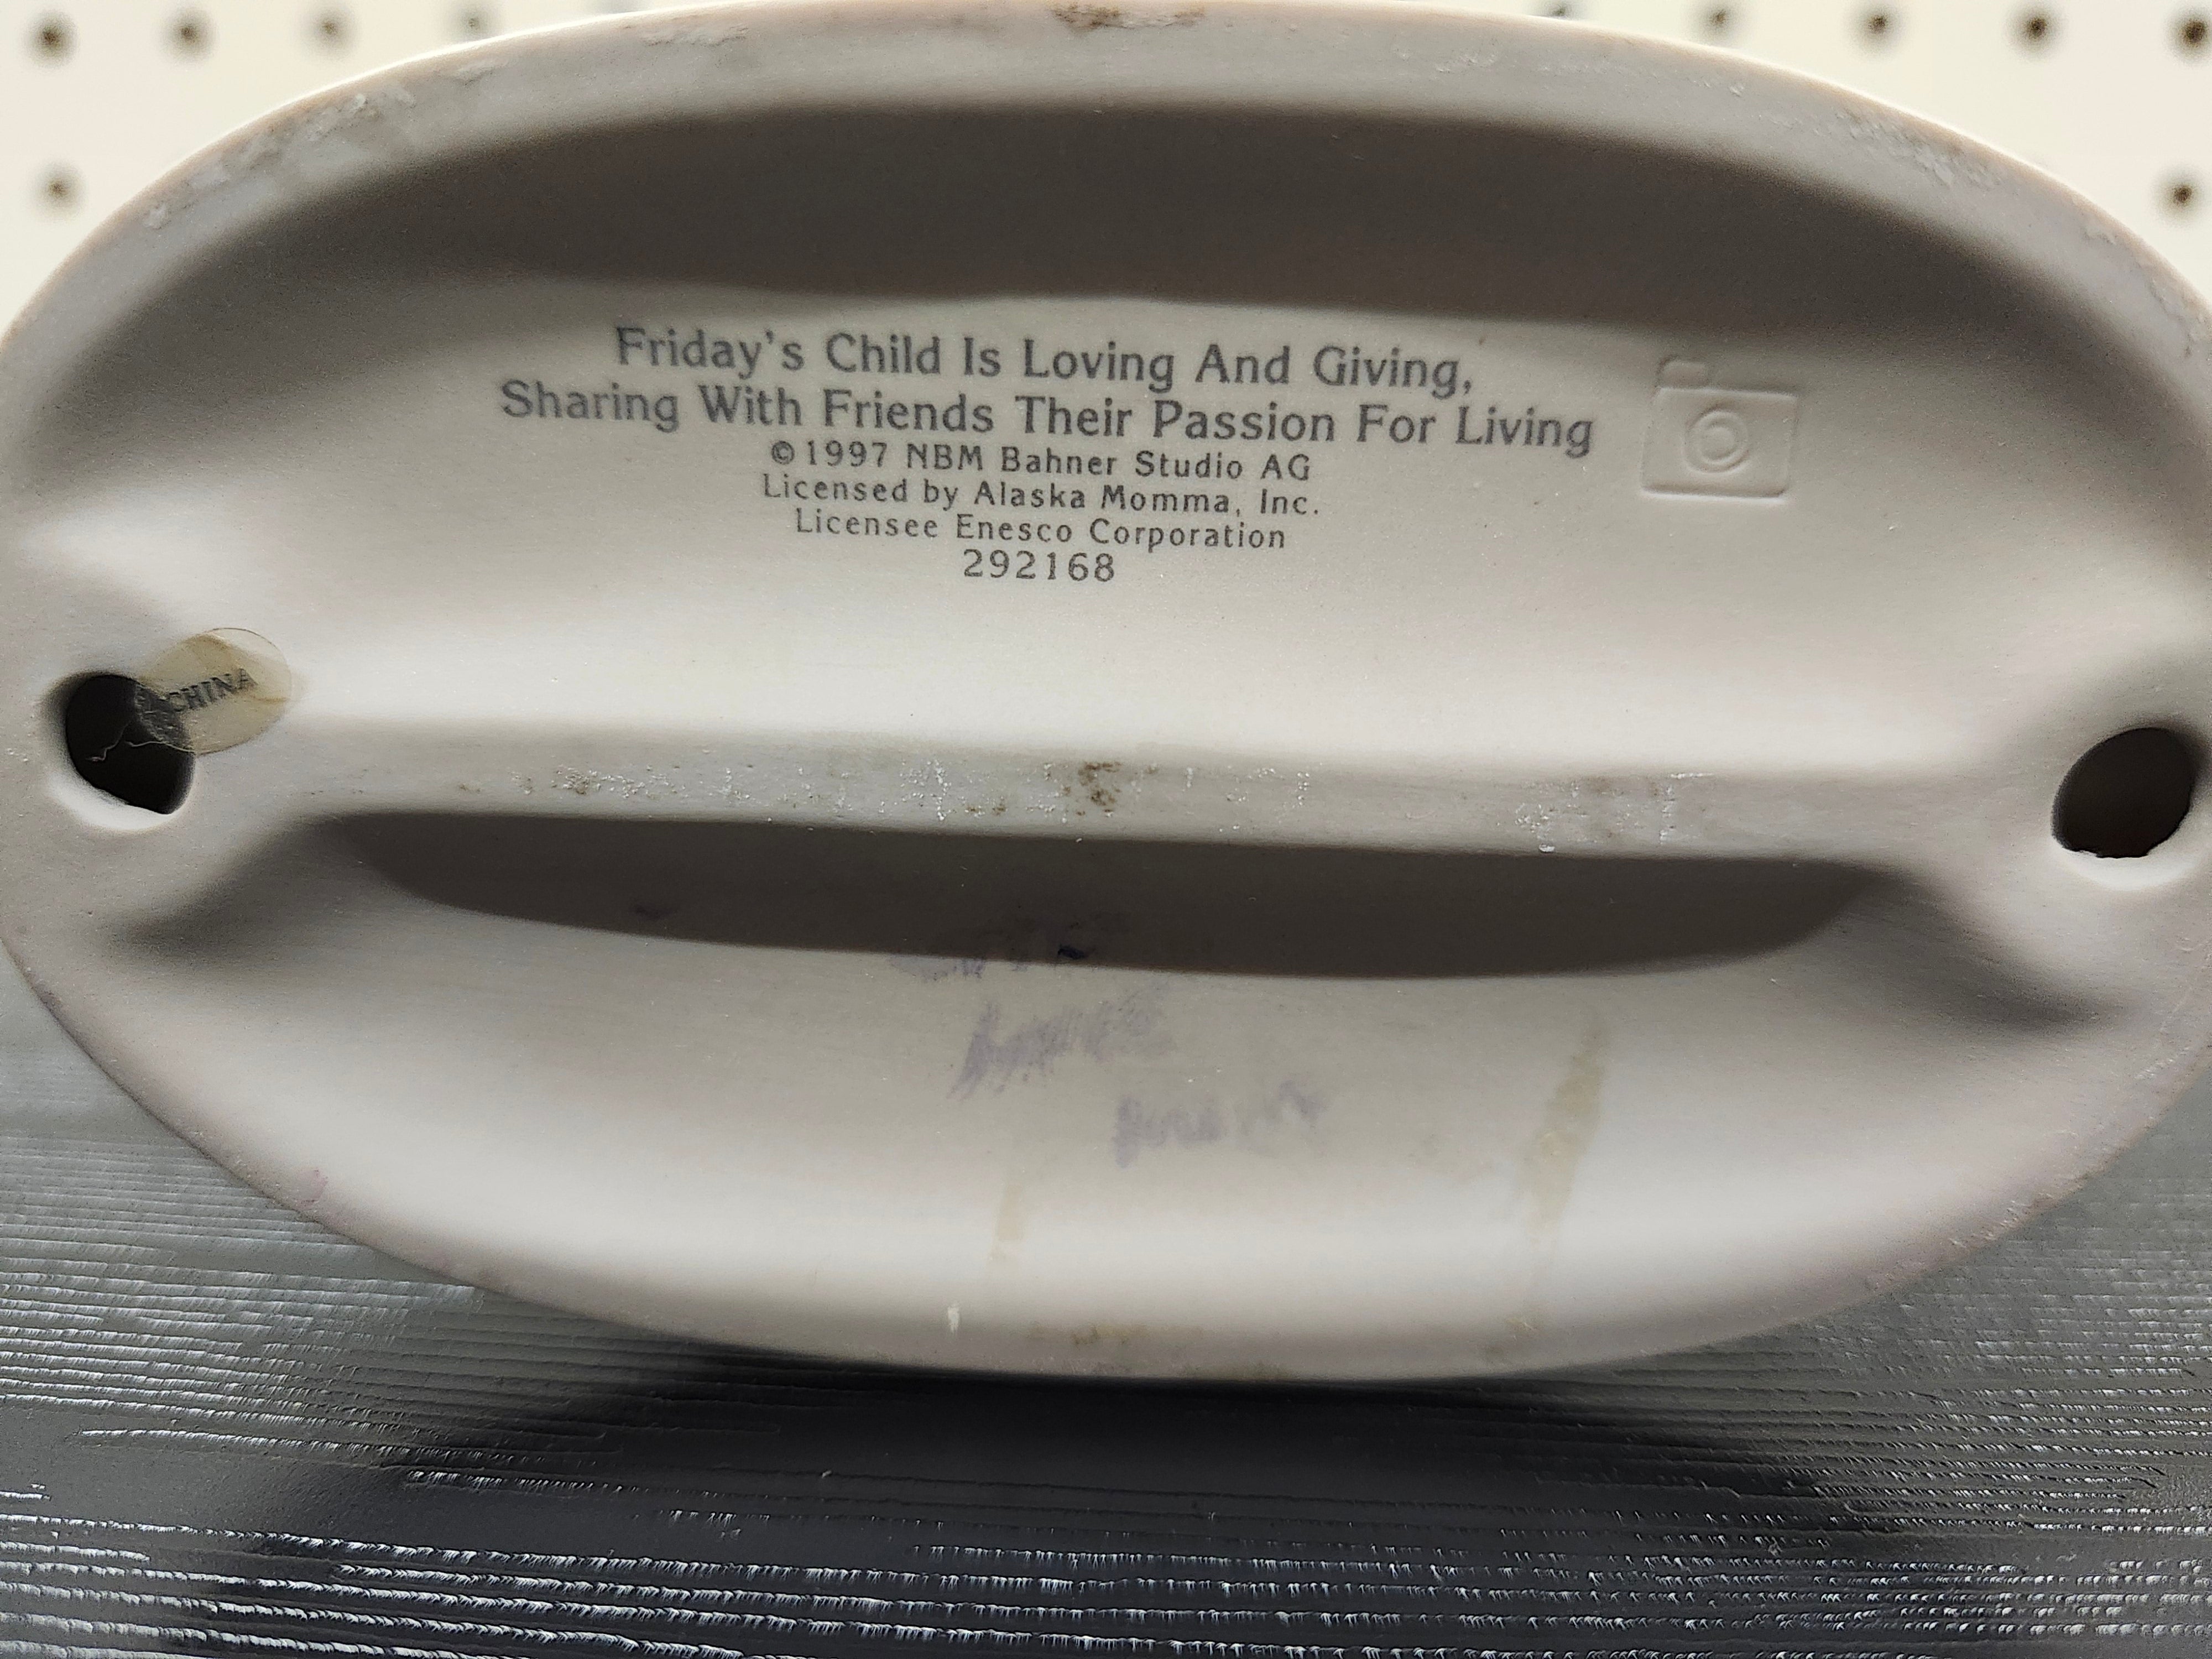 Friday's Child Is Loving And Giving,
Sharing With Friends Their Passion For Living
©1997 NBM Bahner Studio AG
Licensed by Alaska Momma, Inc.
Licensee Enesco Corporation
292168
CHINA